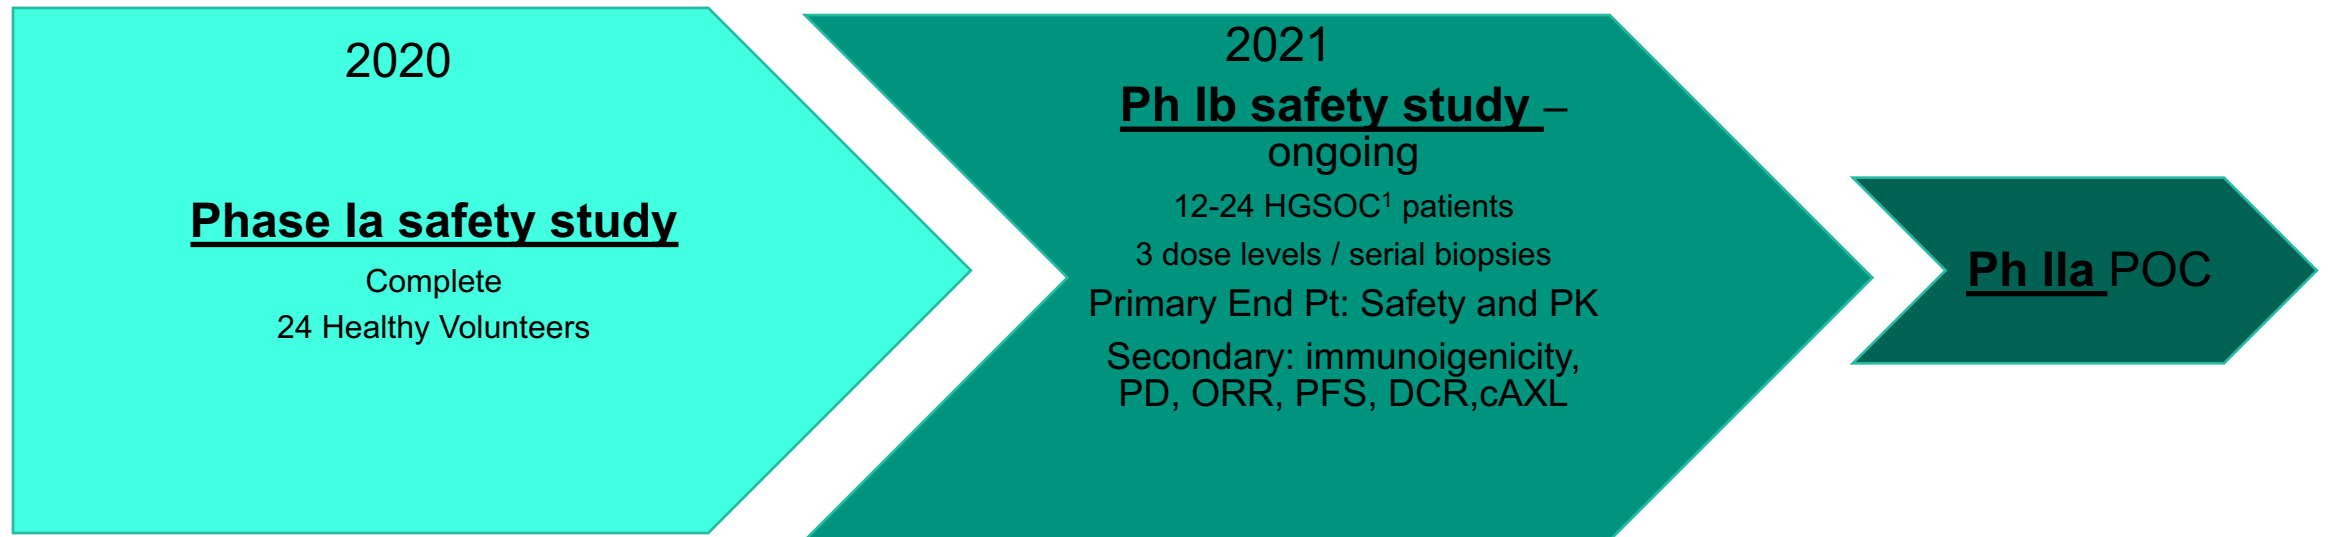 2020
Phase Ia safety study
Complete
24 Healthy Volunteers
2021
Ph Ib safety study –
ongoing
12-24 HGSOC¹ patients
3 dose levels / serial biopsies
Primary End Pt: Safety and PK
Secondary: immunoigenicity,
PD, ORR, PFS, DCR,cAXL
Ph IIa POC